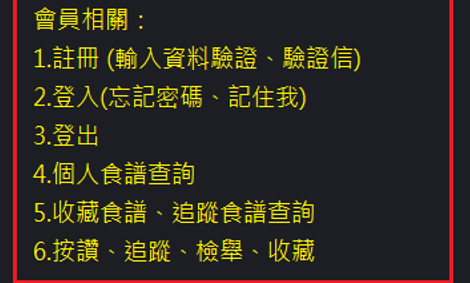 會員相關：
1.註冊 (輸入資料驗證、驗證信)
2.登入(忘記密碼、記住我)
3.登出
4.個人食譜查詢
5.收藏食譜、追蹤食譜查詢
6.按讚、追蹤、檢舉、收藏